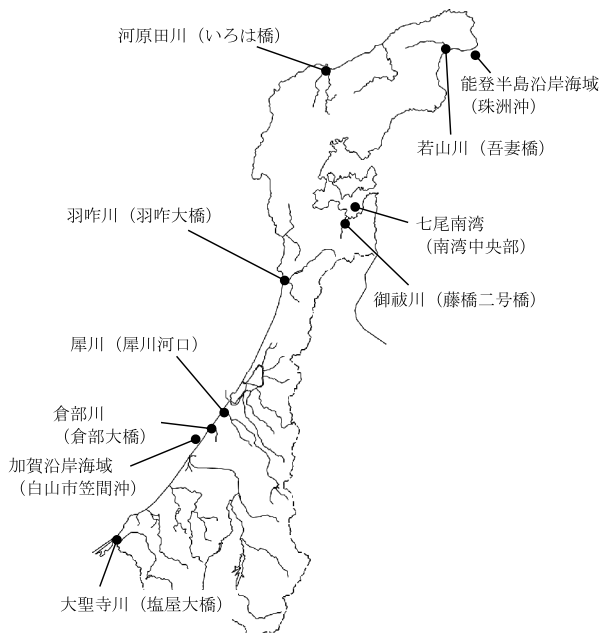 河原田川（いろは橋）
能登半島沿岸海域
（珠洲沖）
若山川（吾妻橋）
羽咋川（羽咋大橋）
七尾南湾
（南湾中央部）
御祓川（藤橋二号橋）
犀川（犀川河口）
倉部川
（倉部大橋）
加賀沿岸海域
（白山市笠間沖）
大聖寺川（塩屋大橋）